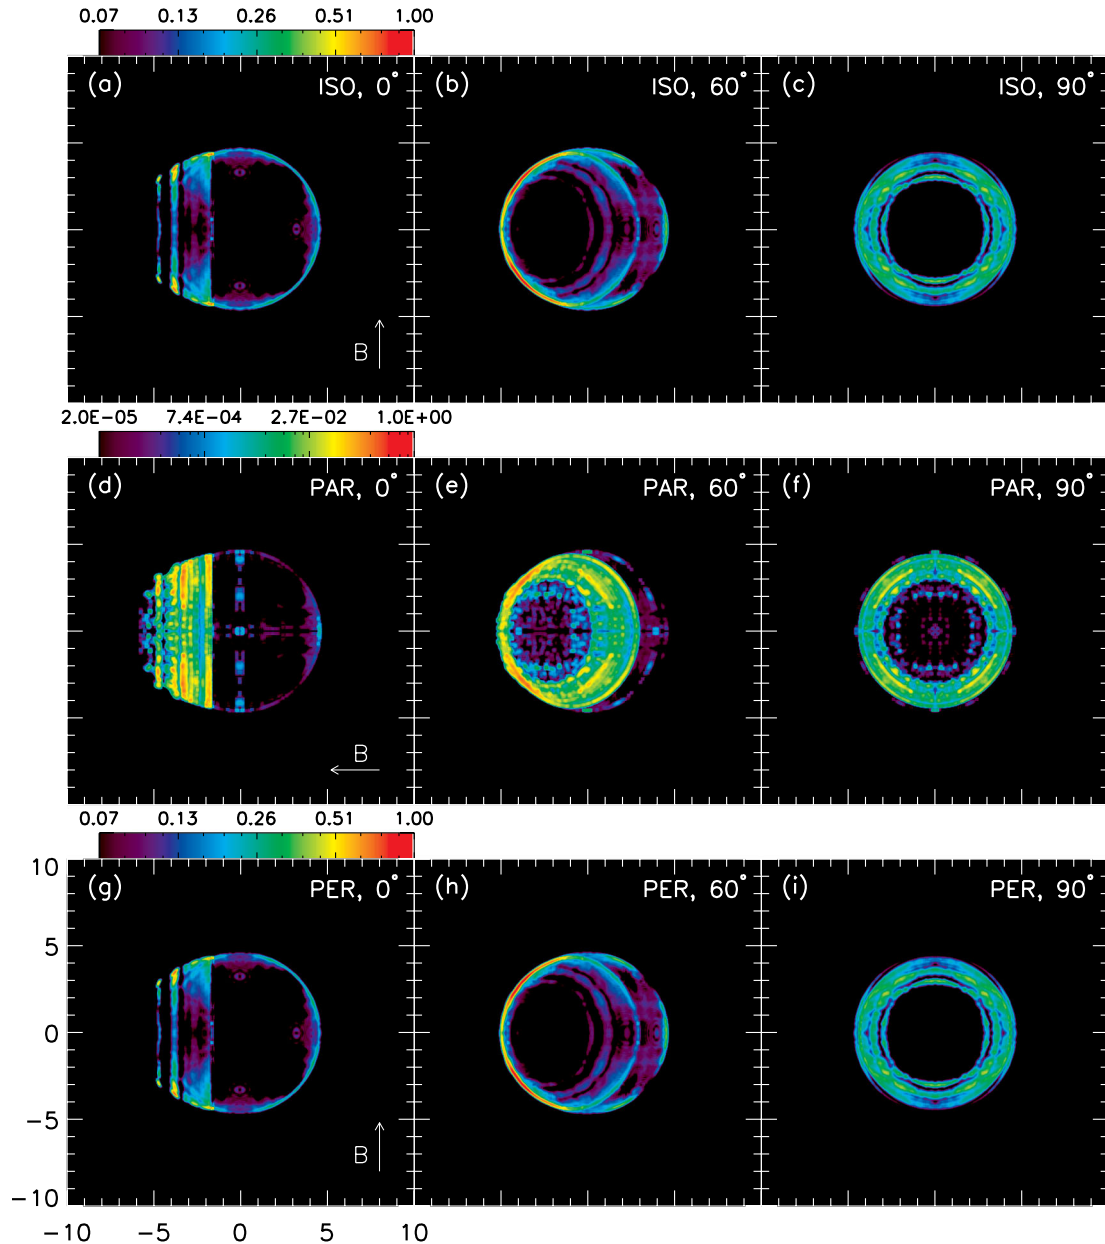 0.07 0.13 0.26 0.51 1.00
(a) ISO, 0°
(b) ISO, 60°
(c) ISO, 90°
B
2.0E−05 7.4E−04 2.7E−02 1.0E+00
(d) PAR, 0°
(e) PAR, 60°
(f) PAR, 90°
B
0.07 0.13 0.26 0.51 1.00
10
(g) PER, 0°
(h) PER, 60°
(i) PER, 90°
5
0
−5
B
−10
−10 −5 0 5 10